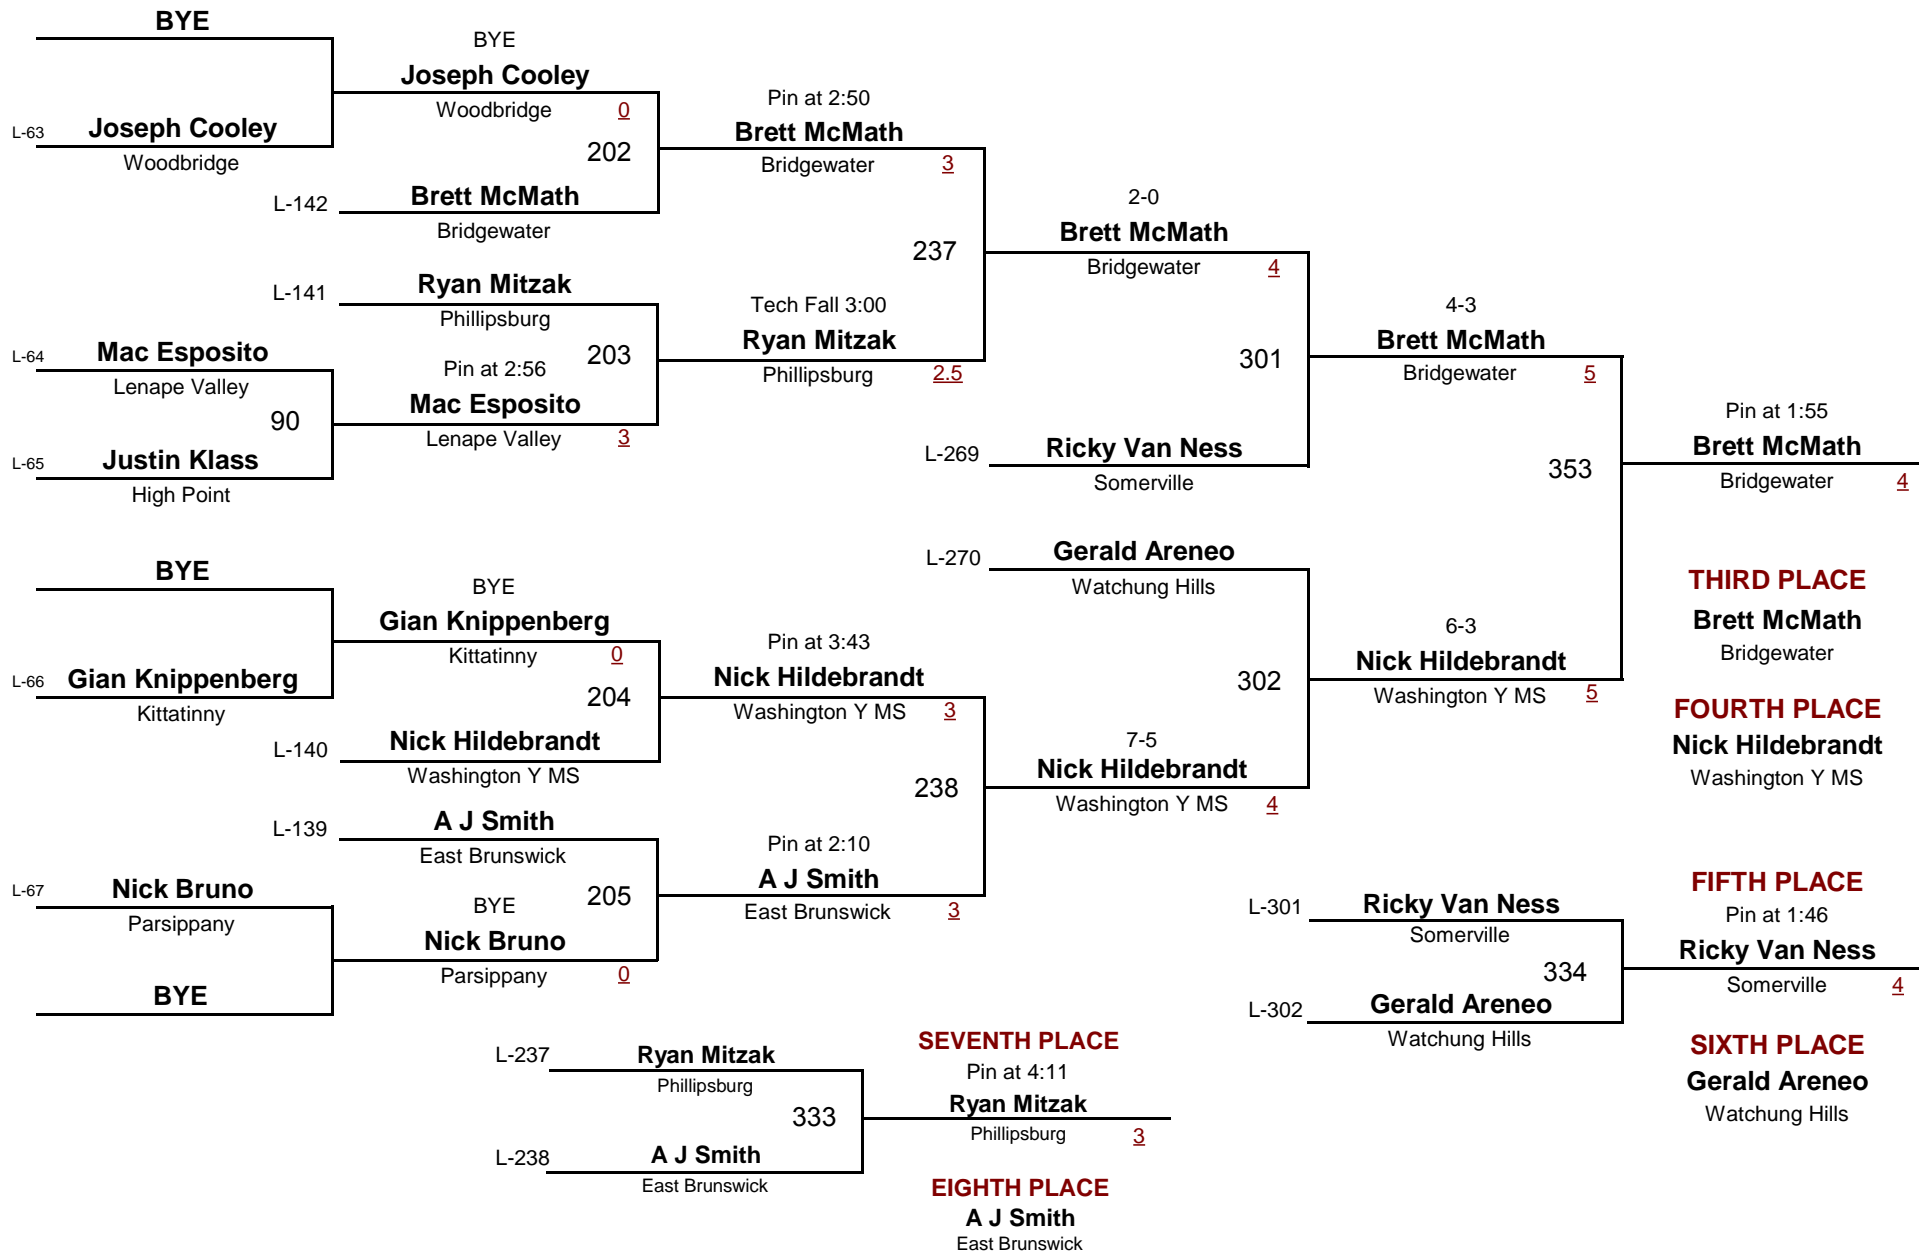 BYE
BYE
Joseph Cooley
Woodbridge 0
L-63 Joseph Cooley
Woodbridge
202
L-142 Brett McMath
Bridgewater
Pin at 2:50
Brett McMath
Bridgewater 3
L-141 Ryan Mitzak
Phillipsburg
203
L-64 Mac Esposito
Lenape Valley
90
L-65 Justin Klass
High Point
Pin at 2:56
Mac Esposito
Lenape Valley 3
Tech Fall 3:00
Ryan Mitzak
Phillipsburg 2.5
237
2-0
Brett McMath
Bridgewater 4
301
L-269 Ricky Van Ness
Somerville
4-3
Brett McMath
Bridgewater 5
353
Pin at 1:55
Brett McMath
Bridgewater 4
BYE
BYE
Gian Knippenberg
Kittatinny 0
L-66 Gian Knippenberg
Kittatinny
204
L-140 Nick Hildebrandt
Washington Y MS
Pin at 3:43
Nick Hildebrandt
Washington Y MS 3
238
L-139 A J Smith
East Brunswick
205
L-67 Nick Bruno
Parsippany
BYE
Nick Bruno
Parsippany 0
BYE
Pin at 2:10
A J Smith
East Brunswick 3
L-270 Gerald Areneo
Watchung Hills
302
7-5
Nick Hildebrandt
Washington Y MS 4
6-3
Nick Hildebrandt
Washington Y MS 5
THIRD PLACE
Brett McMath
Bridgewater
FOURTH PLACE
Nick Hildebrandt
Washington Y MS
L-301 Ricky Van Ness
Somerville
334
L-302 Gerald Areneo
Watchung Hills
FIFTH PLACE
Pin at 1:46
Ricky Van Ness
Somerville 4
SIXTH PLACE
Gerald Areneo
Watchung Hills
L-237 Ryan Mitzak
Phillipsburg
333
L-238 A J Smith
East Brunswick
SEVENTH PLACE
Pin at 4:11
Ryan Mitzak
Phillipsburg 3
EIGHTH PLACE
A J Smith
East Brunswick